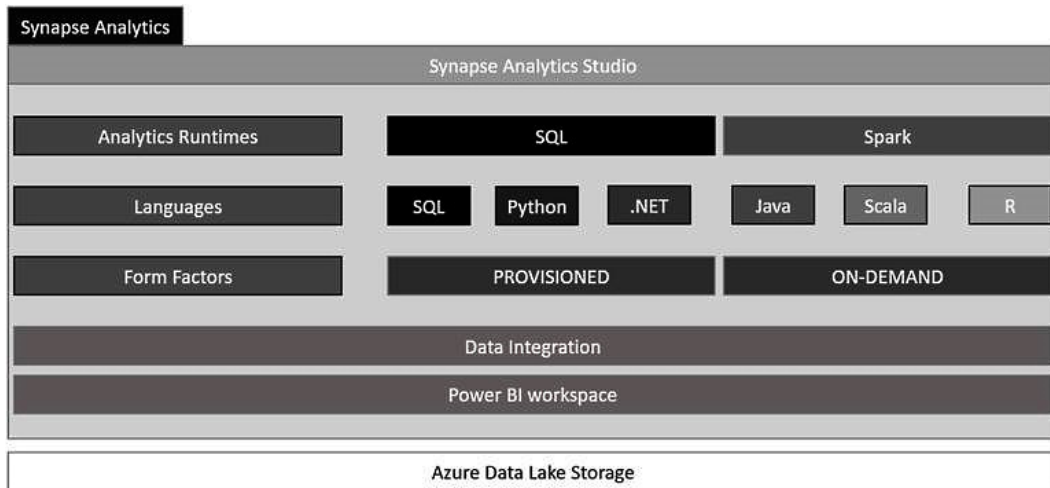 Synapse Analytics
Synapse Analytics Studio
Analytics Runtimes SQL Spark
Languages SQL Python .NET Java Scala R
Form Factors PROVISIONED ON-DEMAND
Data Integration
Power BI workspace
Azure Data Lake Storage